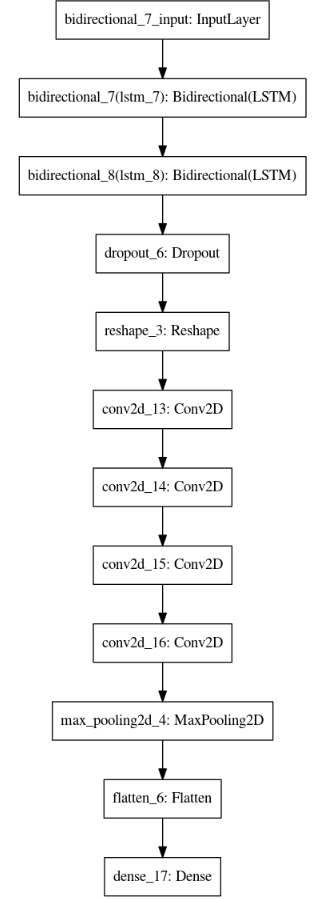 bidirectional_7_input: InputLayer
bidirectional_7(lstm_7): Bidirectional(LSTM)
bidirectional_8(lstm_8): Bidirectional(LSTM)
dropout_6: Dropout
reshape_3: Reshape
conv2d_13: Conv2D
conv2d_14: Conv2D
conv2d_15: Conv2D
conv2d_16: Conv2D
max_pooling2d_4: MaxPooling2D
flatten_6: Flatten
dense_17: Dense